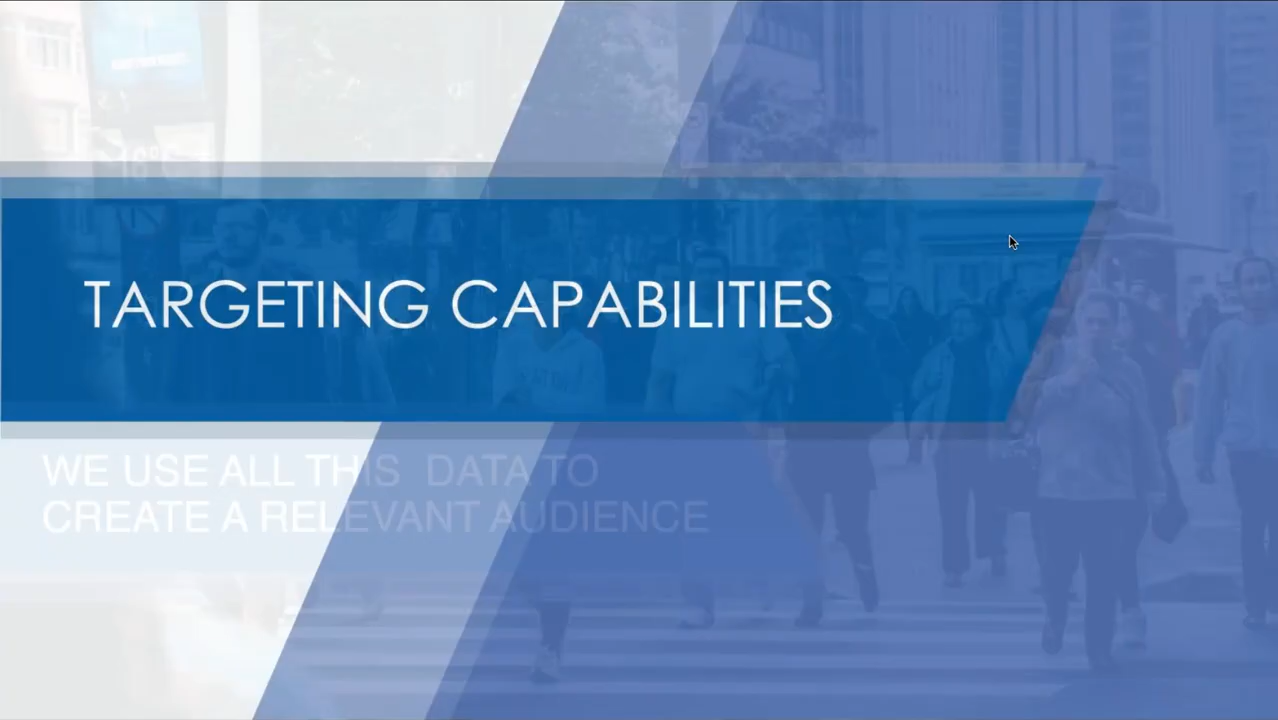 TARGETING CAPABILITIES
WE USE ALL THIS DATA TO
CREATE A RELEVANT AUDIENCE